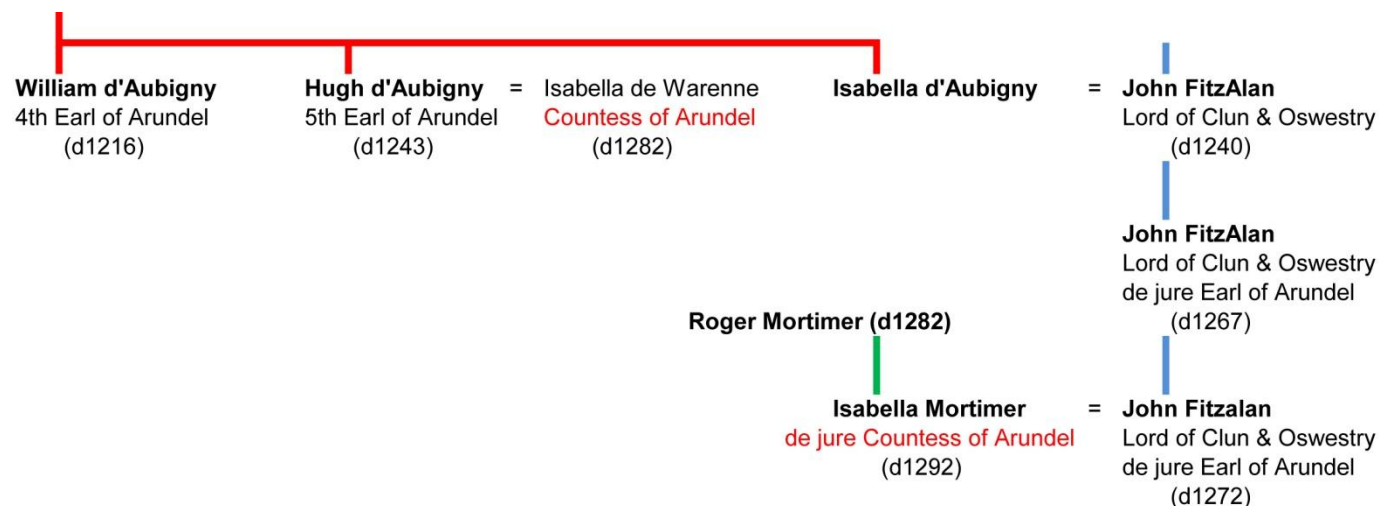 William d'Aubigny
4th Earl of Arundel
(d1216)
Hugh d'Aubigny
5th Earl of Arundel
(d1243)
=
Isabella de Warenne
Countess of Arundel
(d1282)
Isabella d'Aubigny
=
John FitzAlan
Lord of Clun & Oswestry
(d1240)
John FitzAlan
Lord of Clun & Oswestry
de jure Earl of Arundel
(d1267)
Roger Mortimer (d1282)
Isabella Mortimer
de jure Countess of Arundel
(d1292)
=
John Fitzalan
Lord of Clun & Oswestry
de jure Earl of Arundel
(d1272)